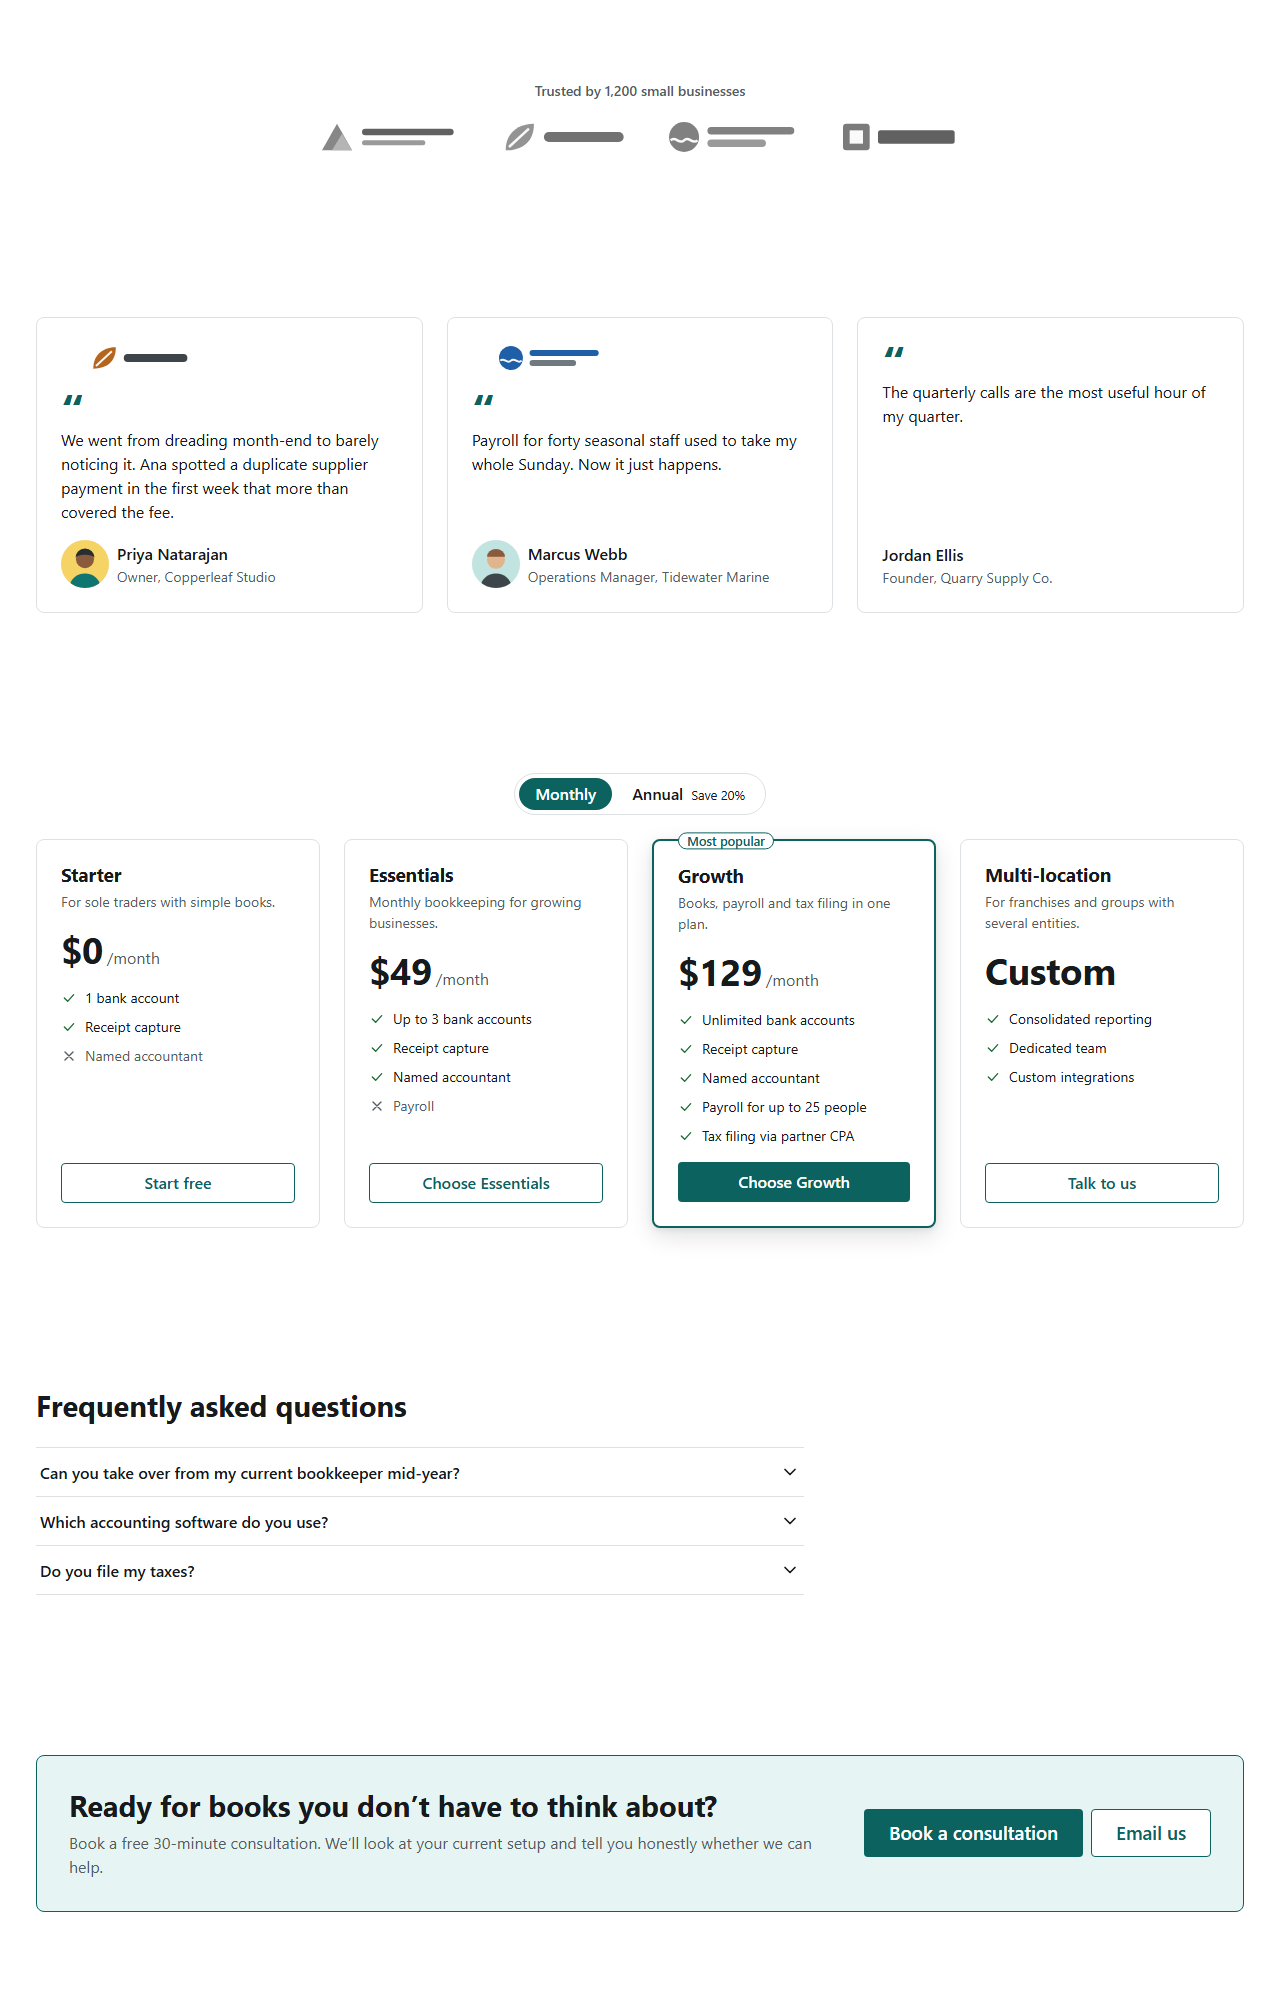 Trusted by 1,200 small businesses
“
We went from dreading month-end to barely
noticing it. Ana spotted a duplicate supplier
payment in the first week that more than
covered the fee.
Priya Natarajan
Owner, Copperleaf Studio
“
Payroll for forty seasonal staff used to take my
whole Sunday. Now it just happens.
Marcus Webb
Operations Manager, Tidewater Marine
“
The quarterly calls are the most useful hour of
my quarter.
Jordan Ellis
Founder, Quarry Supply Co.
Monthly
Annual Save 20%
Starter
For sole traders with simple books.
$0 /month
1 bank account
Receipt capture
Named accountant
Start free
Essentials
Monthly bookkeeping for growing
businesses.
$49 /month
Up to 3 bank accounts
Receipt capture
Named accountant
Payroll
Choose Essentials
Most popular
Growth
Books, payroll and tax filing in one
plan.
$129 /month
Unlimited bank accounts
Receipt capture
Named accountant
Payroll for up to 25 people
Tax filing via partner CPA
Choose Growth
Multi-location
For franchises and groups with
several entities.
Custom
Consolidated reporting
Dedicated team
Custom integrations
Talk to us
Frequently asked questions
Can you take over from my current bookkeeper mid-year?
Which accounting software do you use?
Do you file my taxes?
Ready for books you don’t have to think about?
Book a free 30-minute consultation. We’ll look at your current setup and tell you honestly whether we can
help.
Book a consultation
Email us